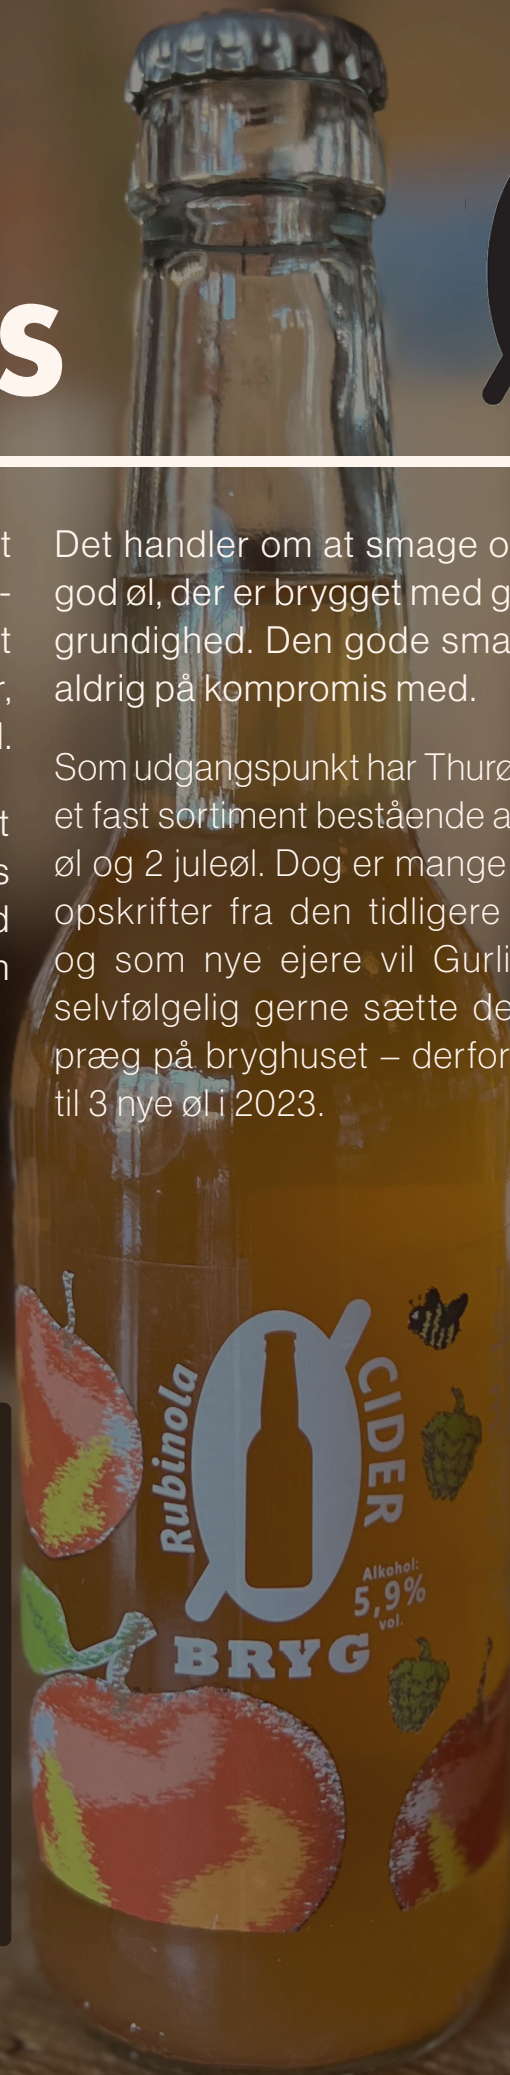 s
t
-
t
r,
l.
t
s
d
n
Det handler om at smage o
god øl, der er brygget med g
grundighed. Den gode sma
aldrig på kompromis med.
Som udgangspunkt har Thurø
et fast sortiment bestående a
øl og 2 juleøl. Dog er mange
opskrifter fra den tidligere
og som nye ejere vil Gurli
selvfølgelig gerne sætte de
præg på bryghuset – derfor
til 3 nye øl i 2023.
Rubinola
CIDER
Alkohol:
5,9%
vol.
BRYG